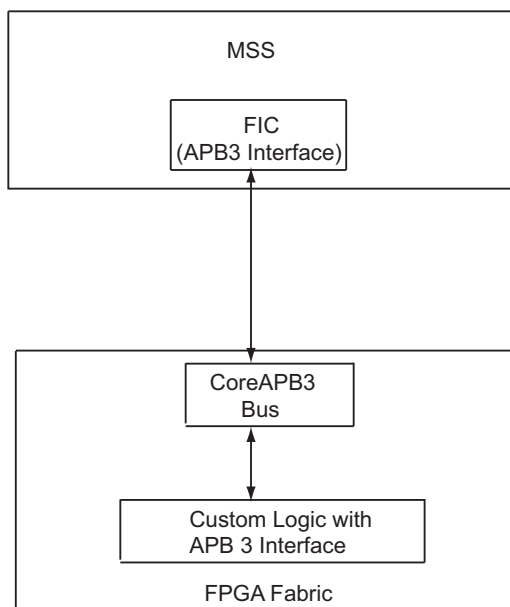 MSS
FIC
(APB3 Interface)
CoreAPB3
Bus
Custom Logic with
APB 3 Interface
FPGA Fabric